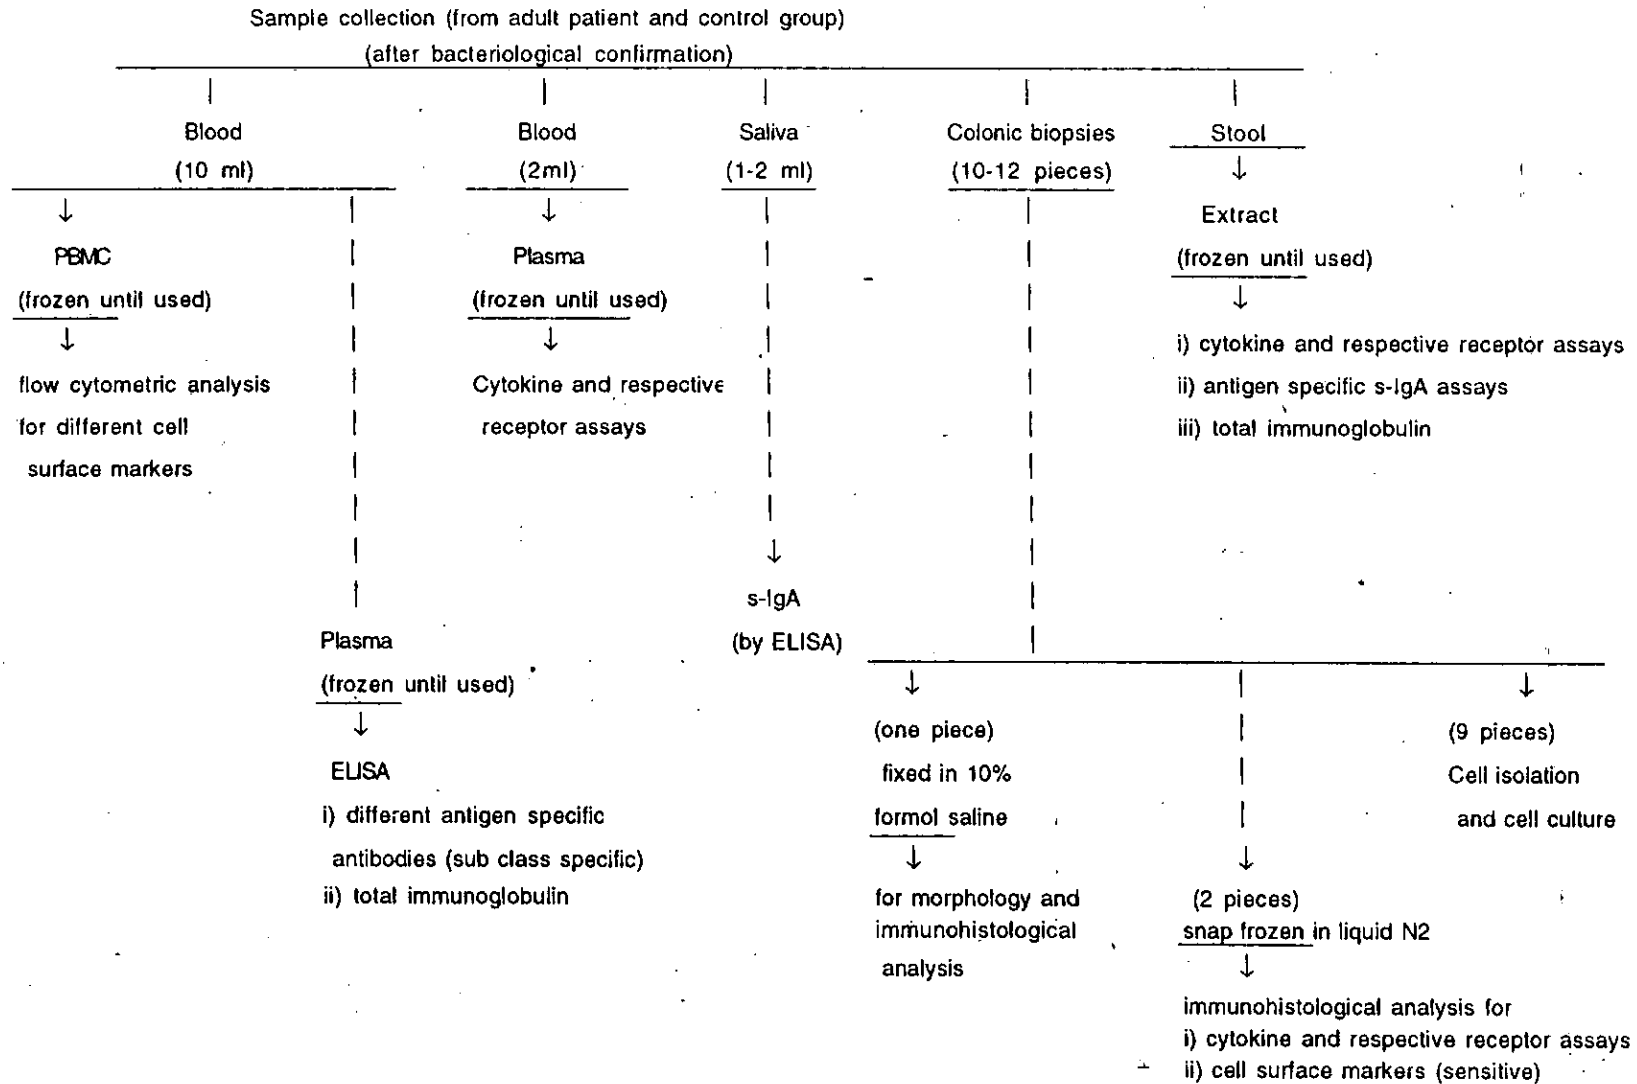 Sample collection (from adult patient and control group)
(after bacteriological confirmation)
Blood
(10 ml)
PBMC
(frozen until used)
flow cytometric analysis
for different cell
surface markers
Plasma
(frozen until used)
ELISA
i) different antigen specific
antibodies (sub class specific)
ii) total immunoglobulin
Blood
(2ml)
Plasma
(frozen until used)
Cytokine and respective
receptor assays
Saliva
(1-2 ml)
s-IgA
(by ELISA)
Colonic biopsies
(10-12 pieces)
(one piece)
fixed in 10%
formol saline
for morphology and
immunohistological
analysis
(2 pieces)
snap frozen in liquid N2
immunohistological analysis for
i) cytokine and respective receptor assays
ii) cell surface markers (sensitive)
(9 pieces)
Cell isolation
and cell culture
Stool
Extract
(frozen until used)
i) cytokine and respective receptor assays
ii) antigen specific s-IgA assays
iii) total immunoglobulin